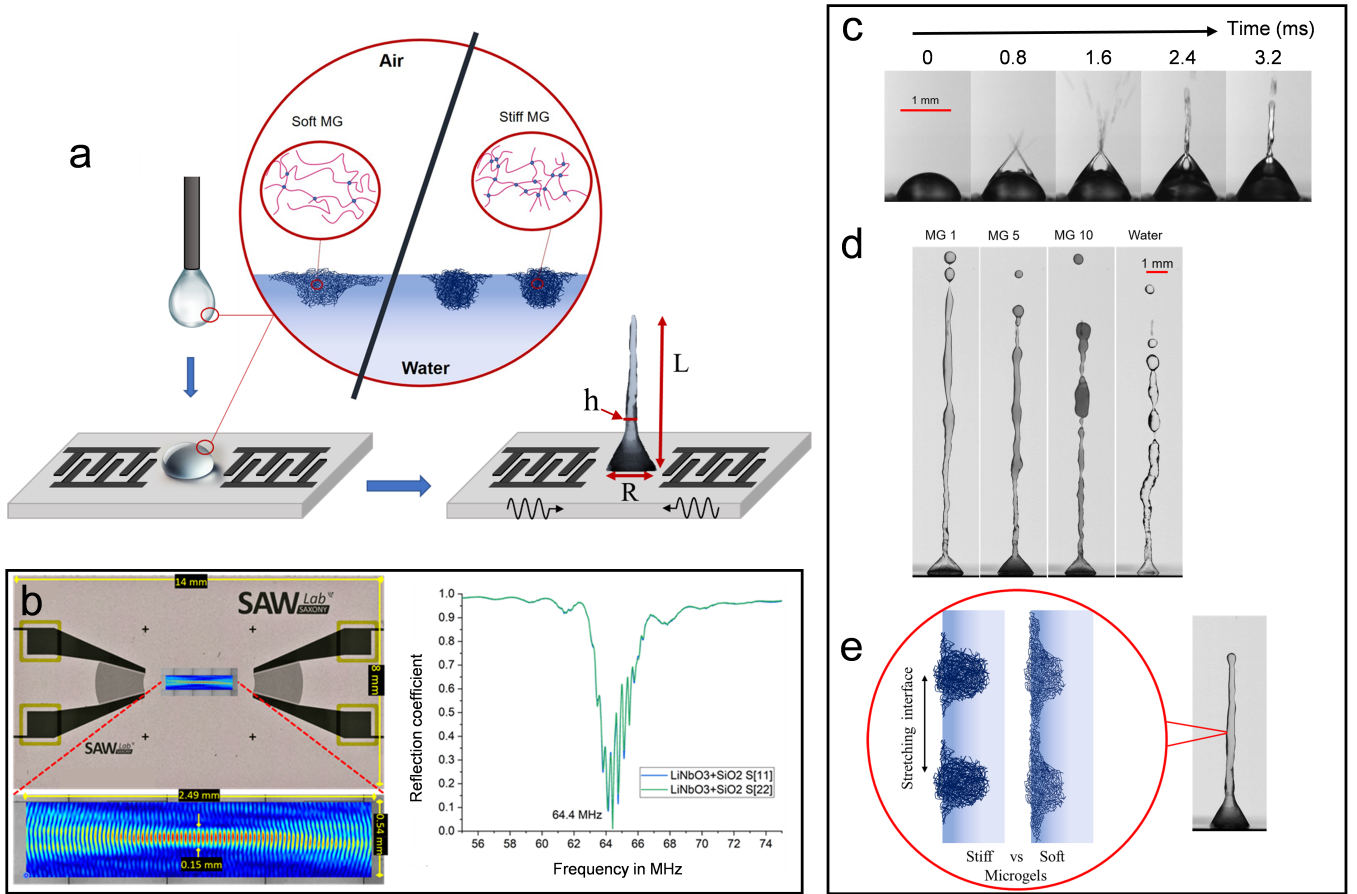 a
Air
Soft MG
Stiff MG
Water
h
L
R
b
14 mm
SAW Lab
SAXONY
8 mm
SAW Lab
SAXONY
2.49 mm
0.54 mm
0.15 mm
Reflection coefficient
1.0
0.9
0.8
0.7
0.6
0.5
0.4
0.3
0.2
0.1
0.0
LiNbO3+SiO2 S[11]
LiNbO3+SiO2 S[22]
64.4 MHz
56 58 60 62 64 66 68 70 72 74
Frequency in MHz
c
Time (ms)
0 0.8 1.6 2.4 3.2
1 mm
d
MG 1 MG 5 MG 10 Water
1 mm
e
Stretching interface
Stiff vs Soft
Microgels